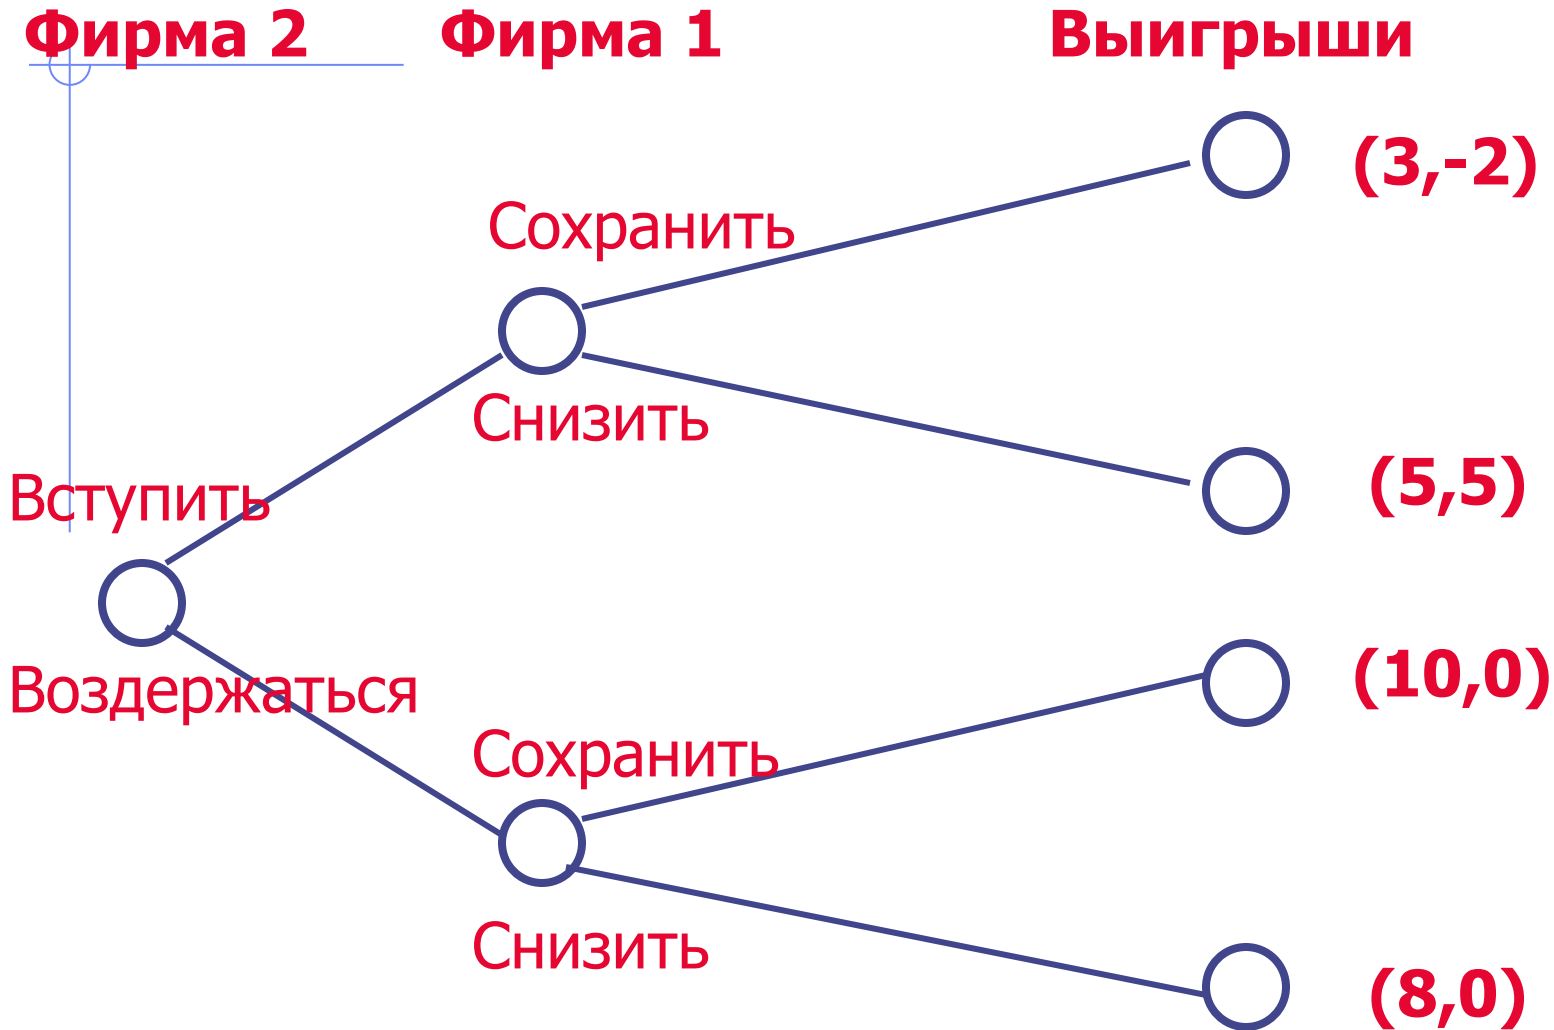 Фирма 2 Фирма 1 Выигрыши
(3,-2)
Сохранить
Снизить
(5,5)
Вступить
Воздержаться
(10,0)
Сохранить
Снизить
(8,0)